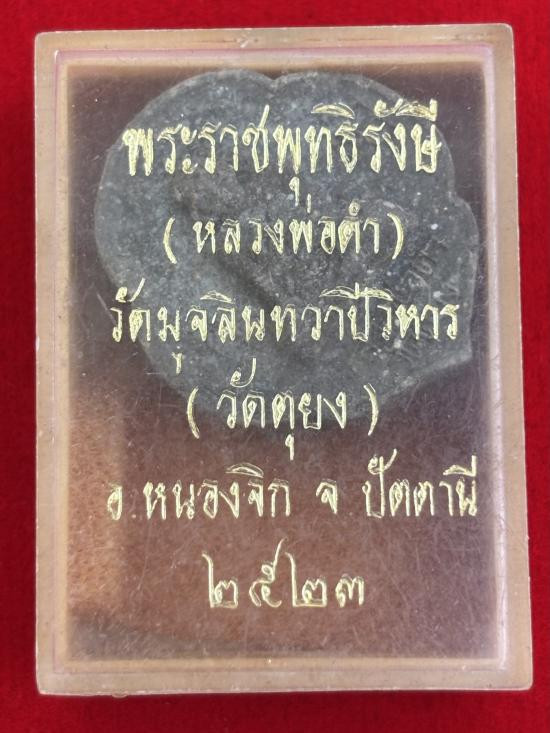 พระราชพุทธิรังษี
(หลวงพ่อดำ)
วัดมุจลินทวาปีวิหาร
(วัดตุยง)
อ.หนองจิก จ.ปัตตานี
๒๕๒๓